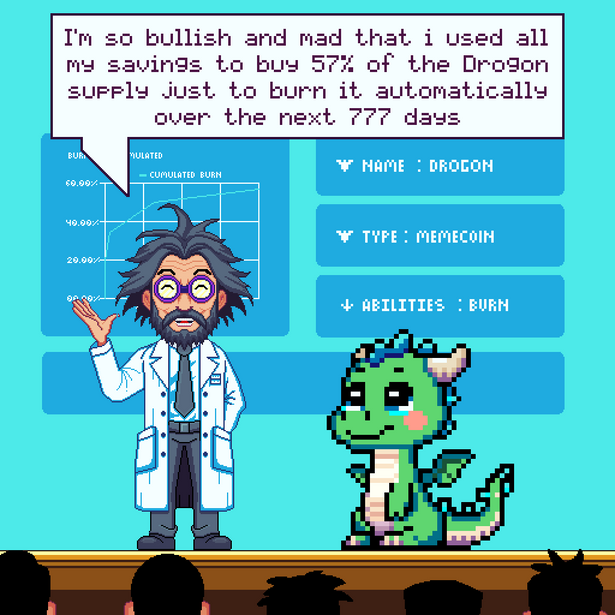 I'm so bullish and mad that i used all
my savings to buy 57% of the Drogon
supply just to burn it automatically
over the next 777 days
CUMULATED BURN
60.00%
40.00%
20.00%
00.00%
NAME : DROGON
TYPE : MEMECOIN
ABILITIES : BURN